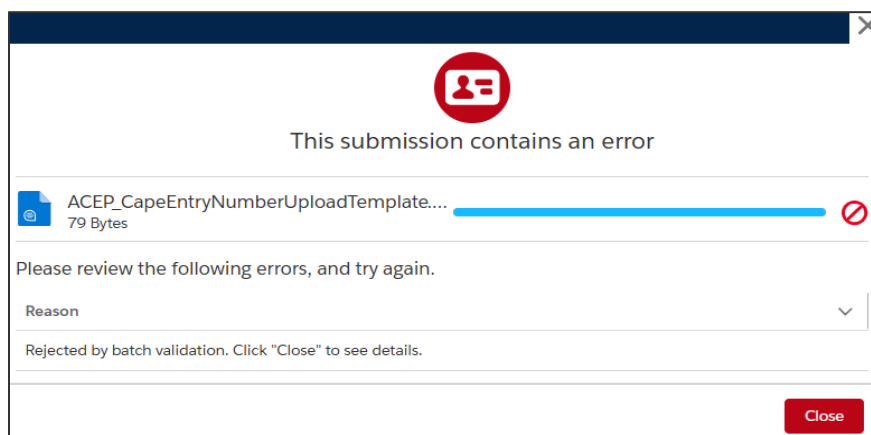 This submission contains an error
ACEP_CapeEntryNumberUploadTemplate....
79 Bytes
Please review the following errors, and try again.
Reason
Rejected by batch validation. Click "Close" to see details.
Close